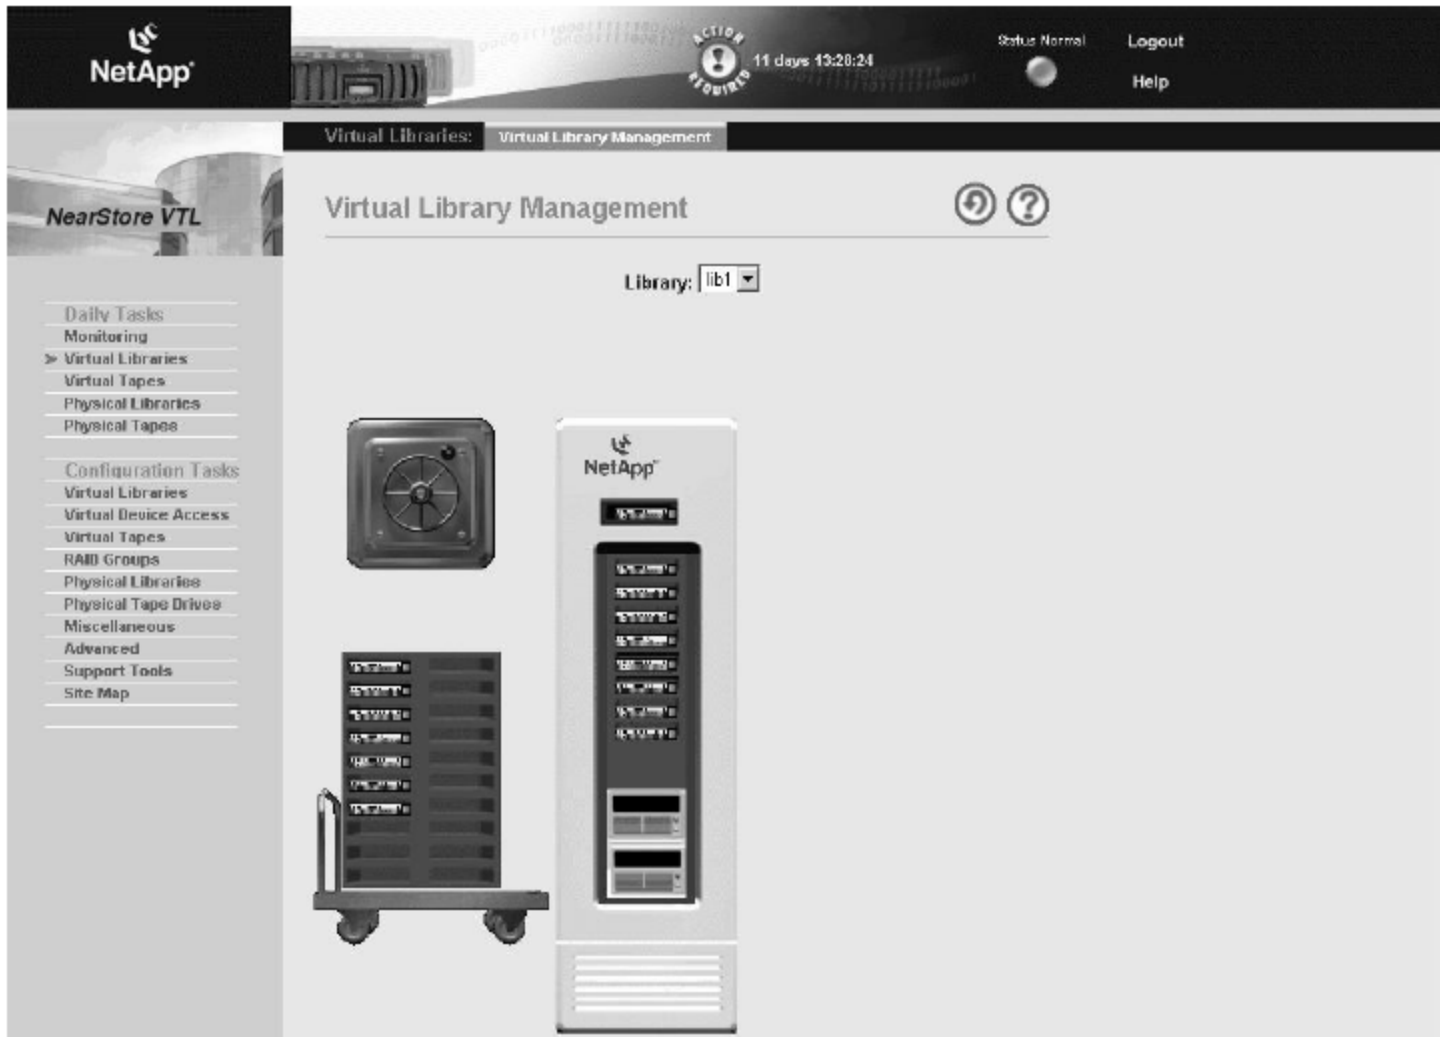 NetApp
ACTION REQUIRED
11 days 13:28:24
Status Normal
Logout
Help
NearStore VTL
Virtual Libraries:
Virtual Library Management
Virtual Library Management
Library: lib1
Daily Tasks
Monitoring
Virtual Libraries
Virtual Tapes
Physical Libraries
Physical Tapes
Configuration Tasks
Virtual Libraries
Virtual Device Access
Virtual Tapes
RAID Groups
Physical Libraries
Physical Tape Drives
Miscellaneous
Advanced
Support Tools
Site Map
NetApp